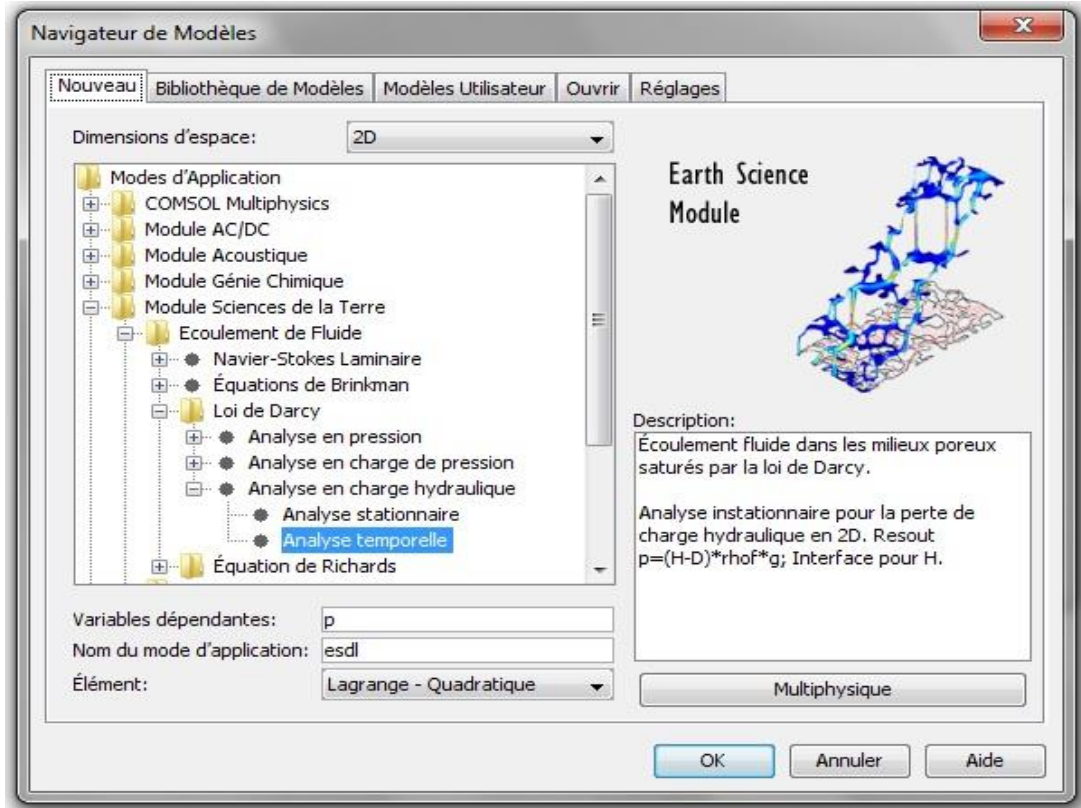 Navigateur de Modèles
Nouveau
Bibliothèque de Modèles
Modèles Utilisateur
Ouvrir
Réglages
Dimensions d'espace:
2D
Modes d'Application
COMSOL Multiphysics
Module AC/DC
Module Acoustique
Module Génie Chimique
Module Sciences de la Terre
Ecoulement de Fluide
Navier-Stokes Laminaire
Équations de Brinkman
Loi de Darcy
Analyse en pression
Analyse en charge de pression
Analyse en charge hydraulique
Analyse stationnaire
Analyse temporelle
Équation de Richards
Variables dépendantes:
p
Nom du mode d'application:
esdl
Élément:
Lagrange - Quadratique
Earth Science
Module
Description:
Écoulement fluide dans les milieux poreux
saturés par la loi de Darcy.
Analyse instationnaire pour la perte de
charge hydraulique en 2D. Resout
p=(H-D)*rhof*g; Interface pour H.
Multiphysique
OK
Annuler
Aide